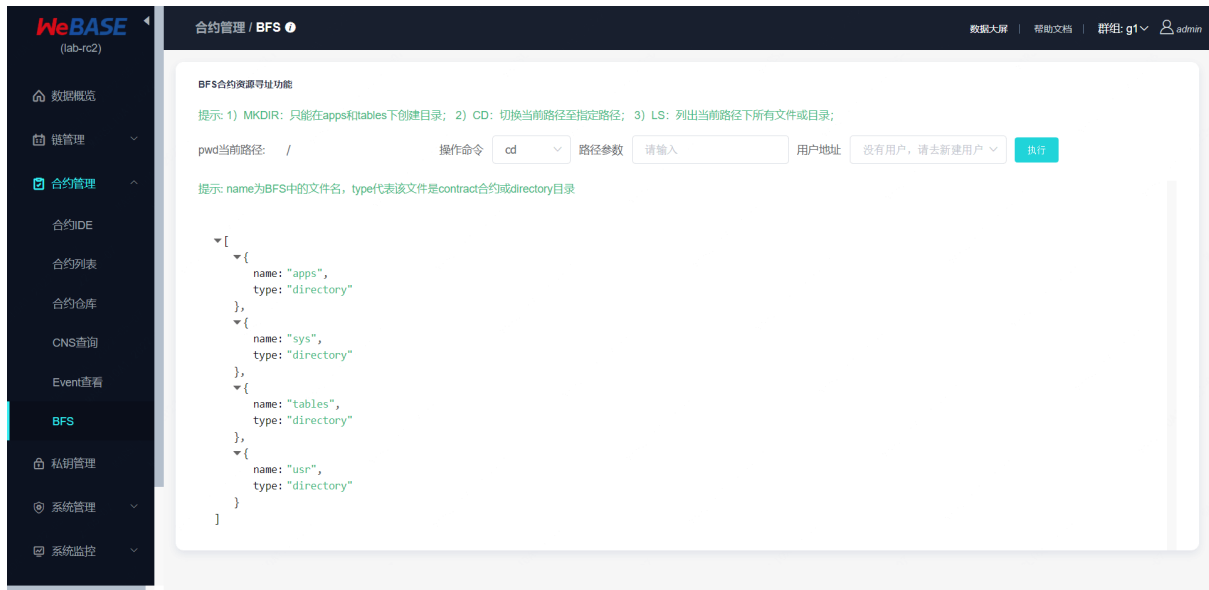 WeBASE
(lab-rc2)
合约管理 / BFS
数据大屏 | 帮助文档 | 群组: g1 admin
数据概览
链管理
合约管理
合约IDE
合约列表
合约仓库
CNS查询
Event查看
BFS
私钥管理
系统管理
系统监控
BFS合约资源寻址功能
提示: 1）MKDIR：只能在apps和tables下创建目录； 2）CD：切换当前路径至指定路径； 3）LS：列出当前路径下所有文件或目录；
pwd当前路径: / 操作命令 cd 路径参数 请输入 用户地址 没有用户，请去新建用户 执行
提示: name为BFS中的文件名，type代表该文件是contract合约或directory目录
[
{
name: "apps",
type: "directory"
},
{
name: "sys",
type: "directory"
},
{
name: "tables",
type: "directory"
},
{
name: "usr",
type: "directory"
}
]